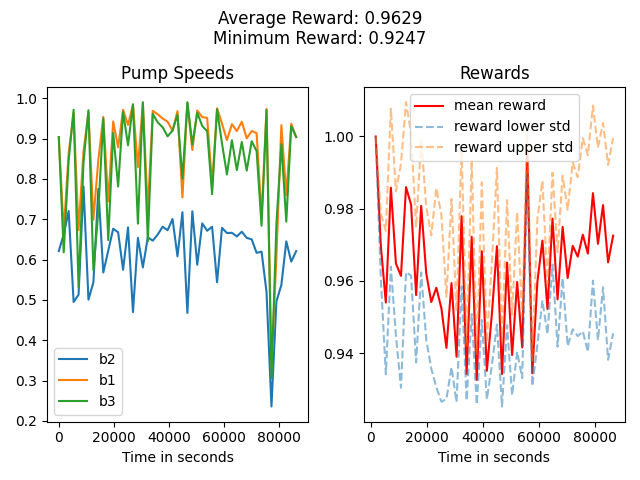 Average Reward: 0.9629
Minimum Reward: 0.9247
Pump Speeds
1.0
0.9
0.8
0.7
0.6
0.5
0.4
0.3
0.2
b2
b1
b3
0
20000
40000
60000
80000
Time in seconds
Rewards
mean reward
reward lower std
reward upper std
1.00
0.98
0.96
0.94
0
20000
40000
60000
80000
Time in seconds